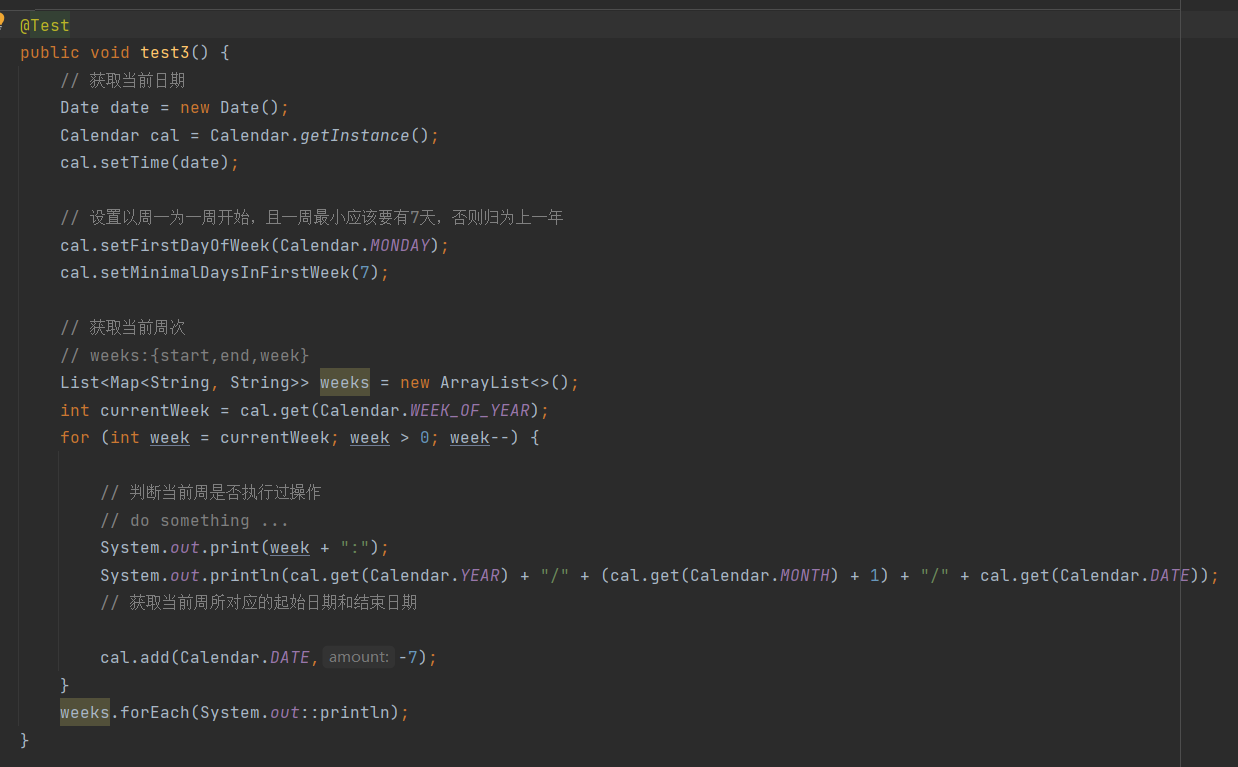 @Test
public void test3() {
// 获取当前日期
Date date = new Date();
Calendar cal = Calendar.getInstance();
cal.setTime(date);
// 设置以周一为一周开始，且一周最小应该要有7天，否则归为上一年
cal.setFirstDayOfWeek(Calendar.MONDAY);
cal.setMinimalDaysInFirstWeek(7);
// 获取当前周次
// weeks:{start,end,week}
List<Map<String, String>> weeks = new ArrayList<>();
int currentWeek = cal.get(Calendar.WEEK_OF_YEAR);
for (int week = currentWeek; week > 0; week--) {
// 判断当前周是否执行过操作
// do something ...
System.out.print(week + ":");
System.out.println(cal.get(Calendar.YEAR) + "/" + (cal.get(Calendar.MONTH) + 1) + "/" + cal.get(Calendar.DATE));
// 获取当前周所对应的起始日期和结束日期
cal.add(Calendar.DATE, amount: -7);
}
weeks.forEach(System.out::println);
}